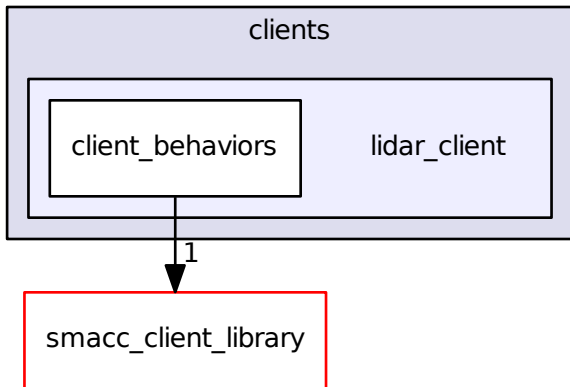 clients
client_behaviors
lidar_client
1
smacc_client_library